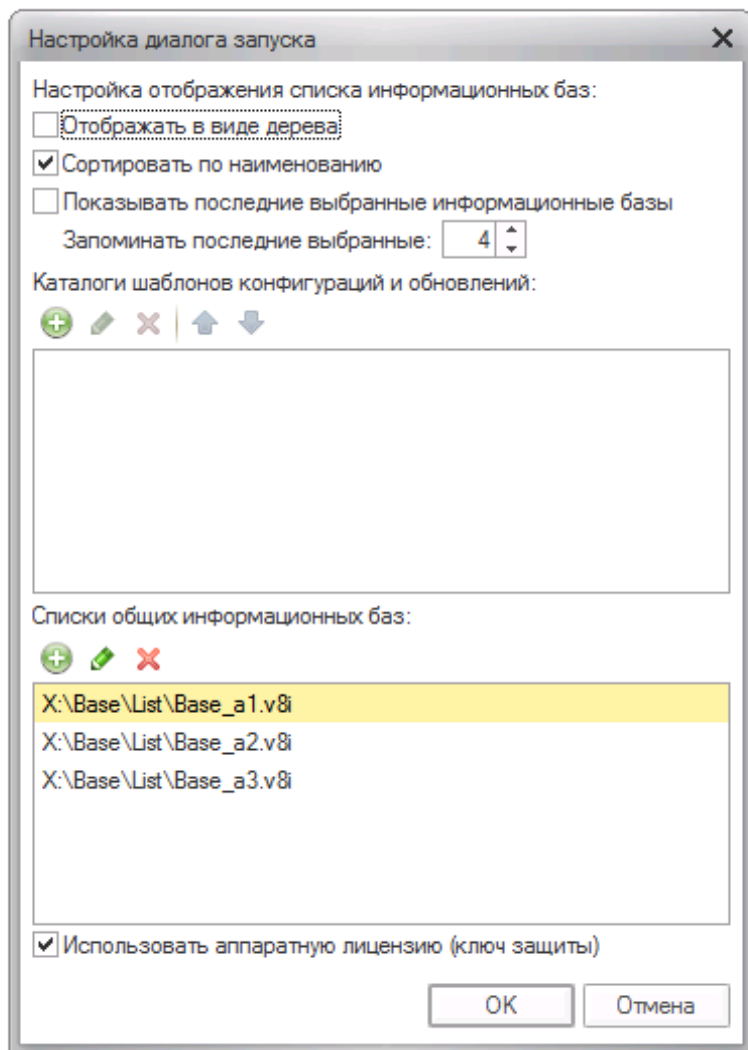 Настройка диалога запуска
Настройка отображения списка информационных баз:
Отображать в виде дерева
Сортировать по наименованию
Показывать последние выбранные информационные базы
Запоминать последние выбранные: 4
Каталоги шаблонов конфигураций и обновлений:
Списки общих информационных баз:
X:\Base\List\Base_a1.v8i
X:\Base\List\Base_a2.v8i
X:\Base\List\Base_a3.v8i
Использовать аппаратную лицензию (ключ защиты)
OK Отмена